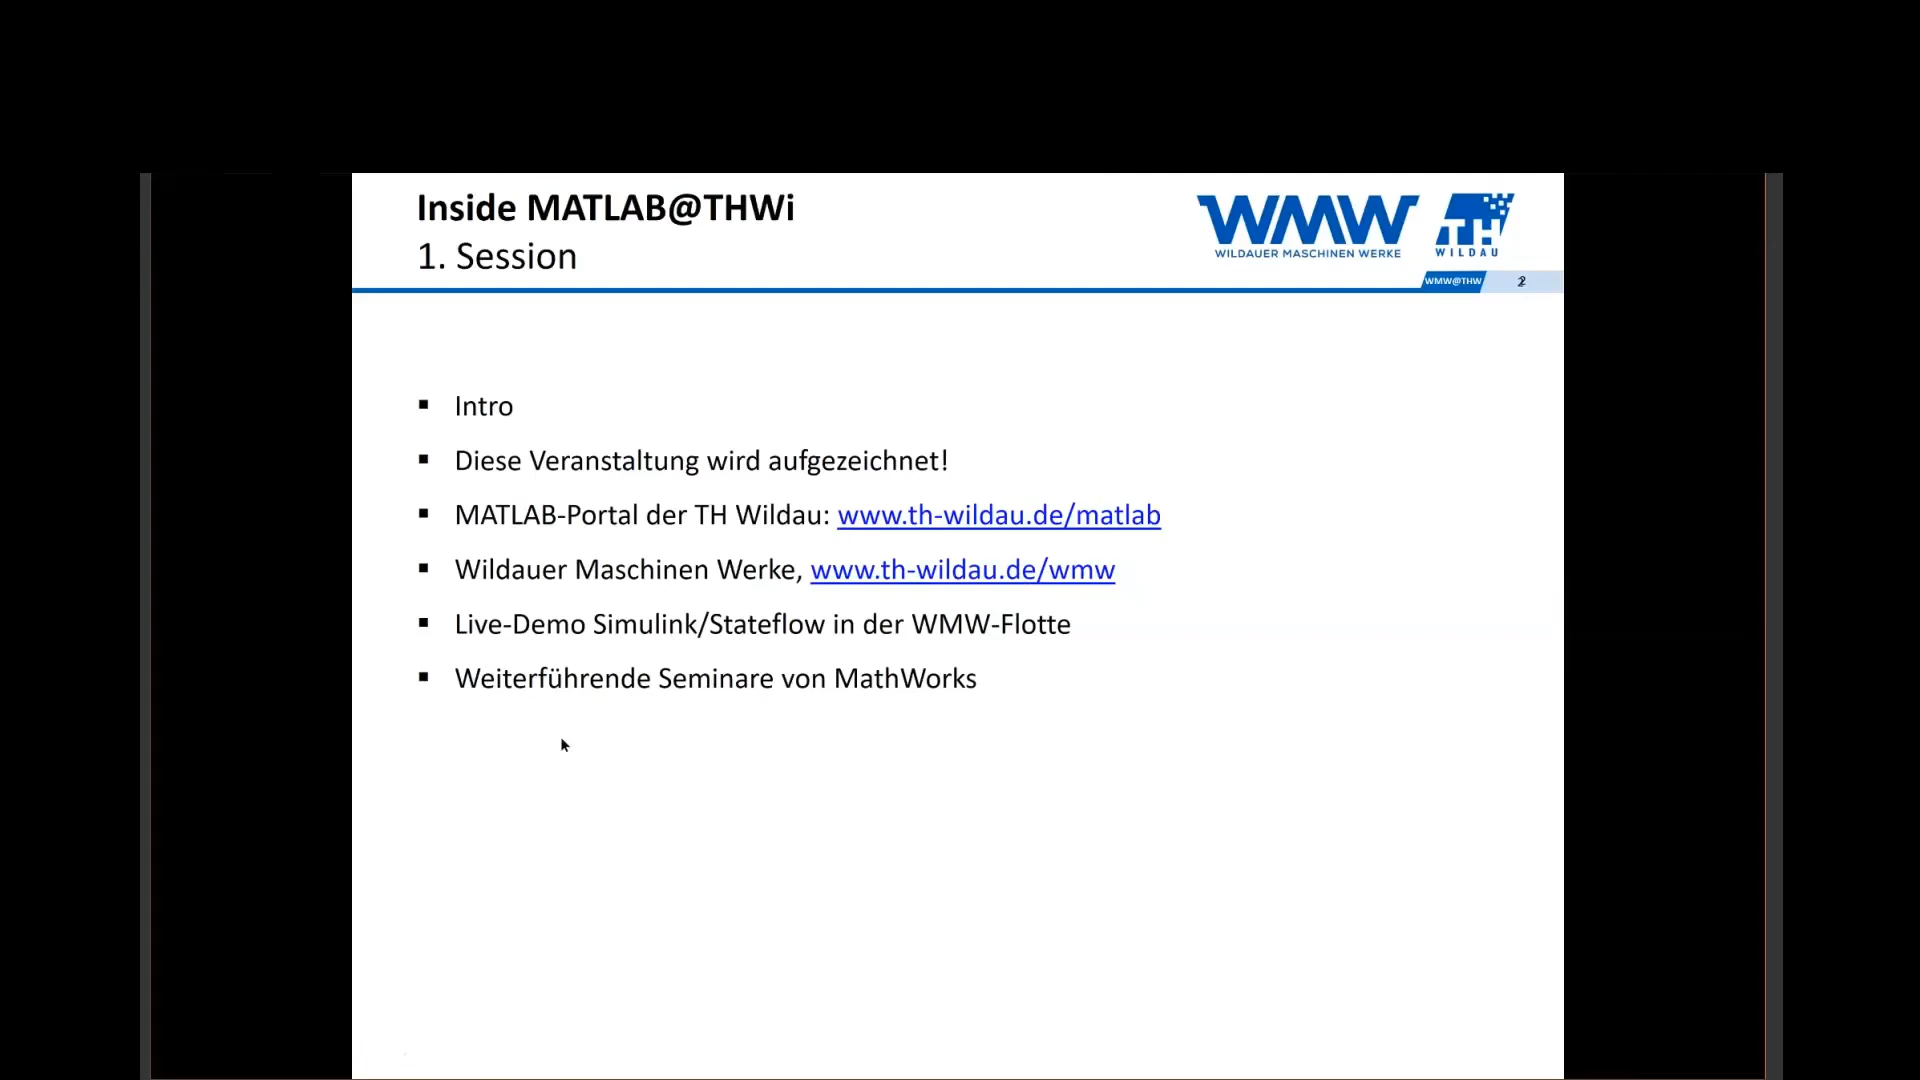 Inside MATLAB@THWi
1. Session
WMW
WILDAUER MASCHINEN WERKE
TH
WILDAU
WMW@THW
Intro
Diese Veranstaltung wird aufgezeichnet!
MATLAB-Portal der TH Wildau: www.th-wildau.de/matlab
Wildauer Maschinen Werke, www.th-wildau.de/wmw
Live-Demo Simulink/Stateflow in der WMW-Flotte
Weiterführende Seminare von MathWorks